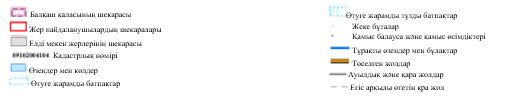 Балқаш қаласының шекарасы
Жер пайдаланушылардың шекаралары
Елді мекен жерлерінің шекарасы
09162004104 Кадастрлық нөмірі
Өзендер мен көлдер
Өтуге жарамды батпақтар
Өтуге жарамды тұзды батпақтар
Жеке бұталар
Қамыс балауса және қамыс өсімдіктері
Тұрақты өзендер мен бұлақтар
Төселген жолдар
Ауылдық және қара жолдар
Егіс арқылы өтетін қра жол